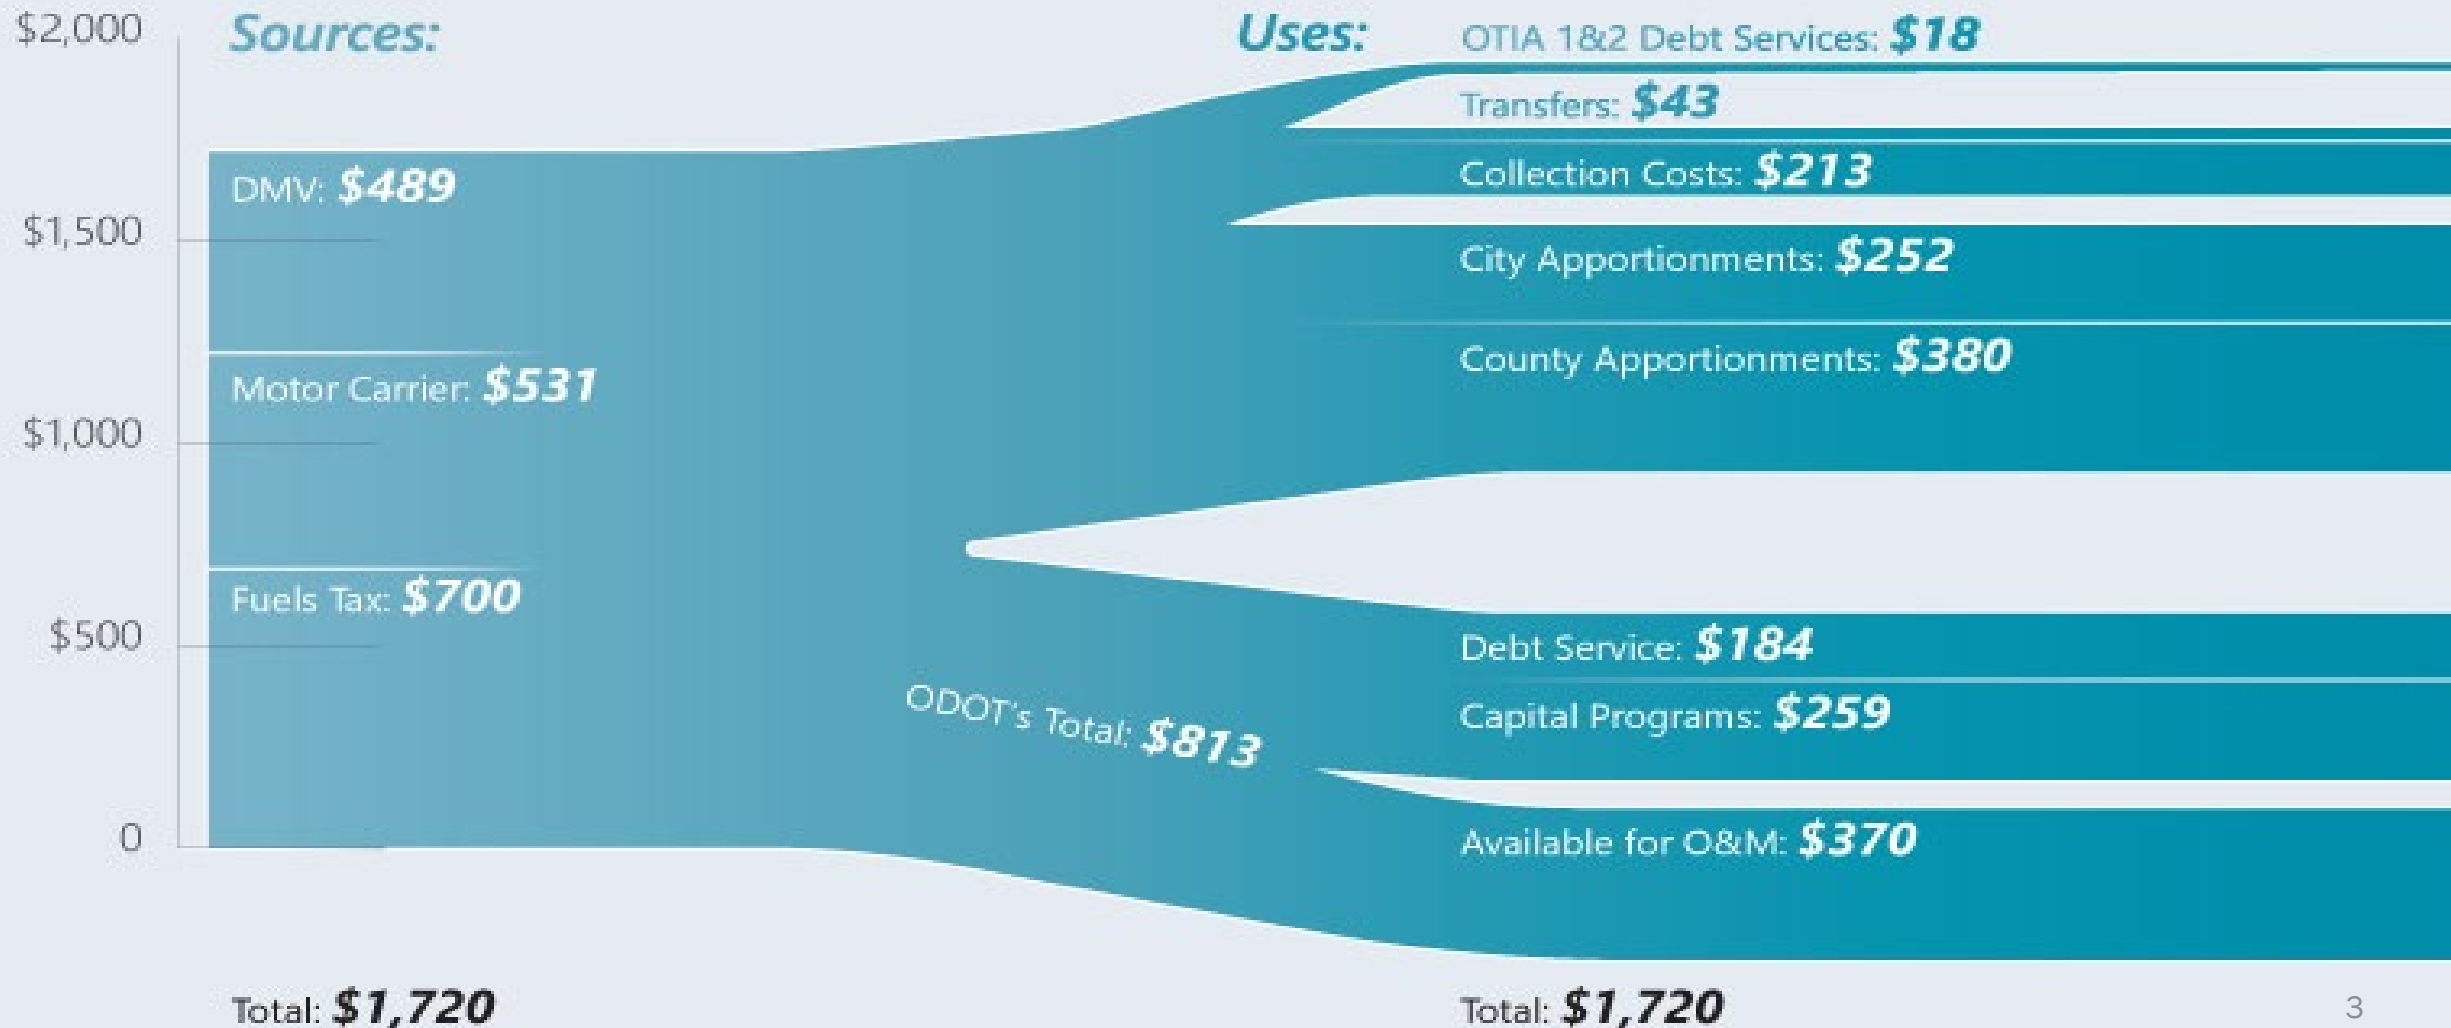 $2,000
$1,500
$1,000
$500
0
Sources:
DMV: $489
Motor Carrier: $531
Fuels Tax: $700
Total: $1,720
ODOT's Total: $813
Uses:
OTIA 1&2 Debt Services: $18
Transfers: $43
Collection Costs: $213
City Apportionments: $252
County Apportionments: $380
Debt Service: $184
Capital Programs: $259
Available for O&M: $370
Total: $1,720
3